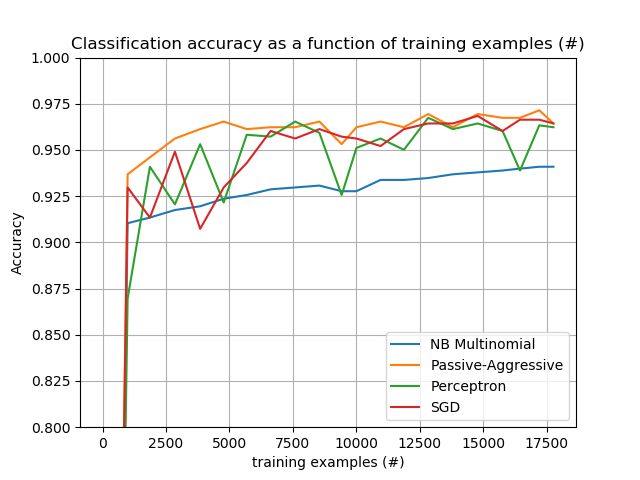 Classification accuracy as a function of training examples (#)
1.000
0.975
0.950
0.925
0.900
0.875
0.850
0.825
0.800
Accuracy
NB Multinomial
Passive-Aggressive
Perceptron
SGD
0 2500 5000 7500 10000 12500 15000 17500
training examples (#)